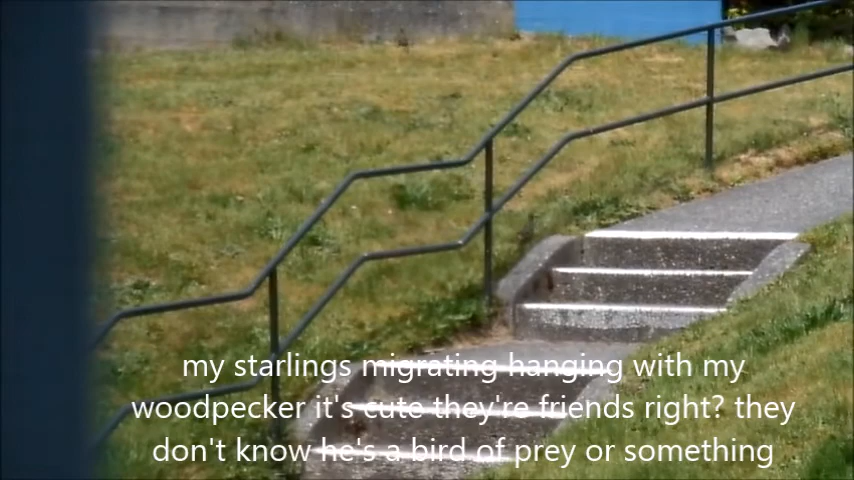 my starlings migrating hanging with my
woodpecker it's cute they're friends right? they
don't know he's a bird of prey or something